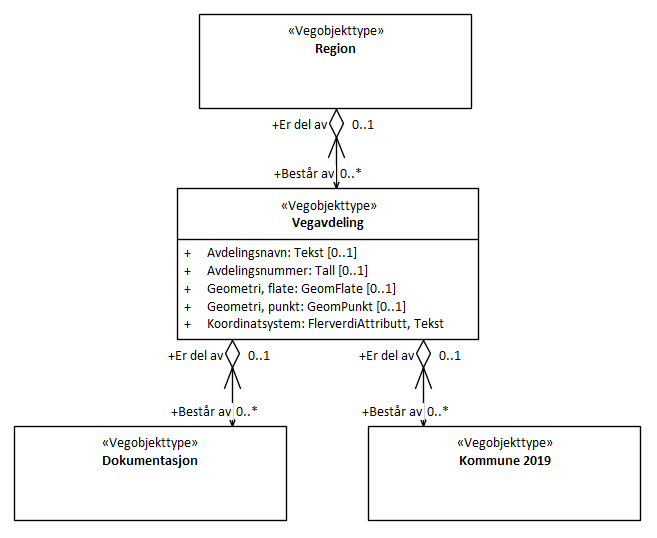 «Vegobjekttype»
Region
+Er del av 0..1
+Består av 0..*
«Vegobjekttype»
Vegavdeling
+ Avdelingsnavn: Tekst [0..1]
+ Avdelingsnummer: Tall [0..1]
+ Geometri, flate: GeomFlate [0..1]
+ Geometri, punkt: GeomPunkt [0..1]
+ Koordinatsystem: FlerverdiAttributt, Tekst
+Er del av 0..1
+Består av 0..*
+Er del av 0..1
+Består av 0..*
«Vegobjekttype»
Dokumentasjon
«Vegobjekttype»
Kommune 2019